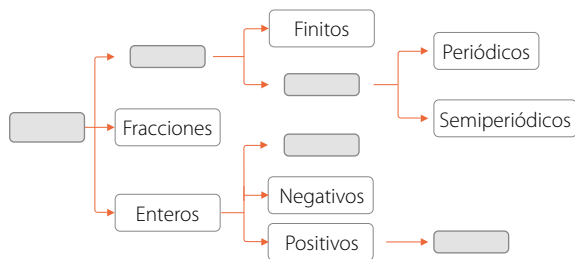 Finitos
Periódicos
Fracciones
Semiperiódicos
Enteros
Negativos
Positivos